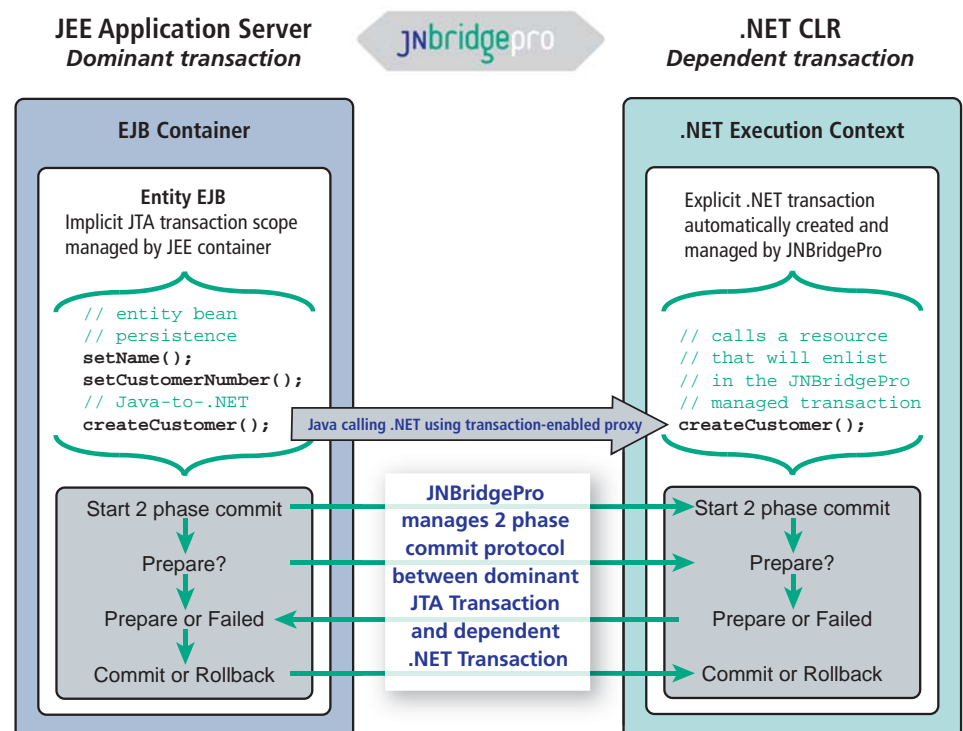 JEE Application Server
Dominant transaction
JNbridgepro
.NET CLR
Dependent transaction
EJB Container
Entity EJB
Implicit JTA transaction scope
managed by JEE container
// entity bean
// persistence
setName();
setCustomerNumber();
// Java-to-.NET
createCustomer();
Java calling .NET using transaction-enabled proxy
.NET Execution Context
Explicit .NET transaction
automatically created and
managed by JNBridgePro
// calls a resource
// that will enlist
// in the JNBridgePro
// managed transaction
createCustomer();
Start 2 phase commit
Prepare?
Prepare or Failed
Commit or Rollback
JNBridgePro
manages 2 phase
commit protocol
between dominant
JTA Transaction
and dependent
.NET Transaction
Start 2 phase commit
Prepare?
Prepare or Failed
Commit or Rollback